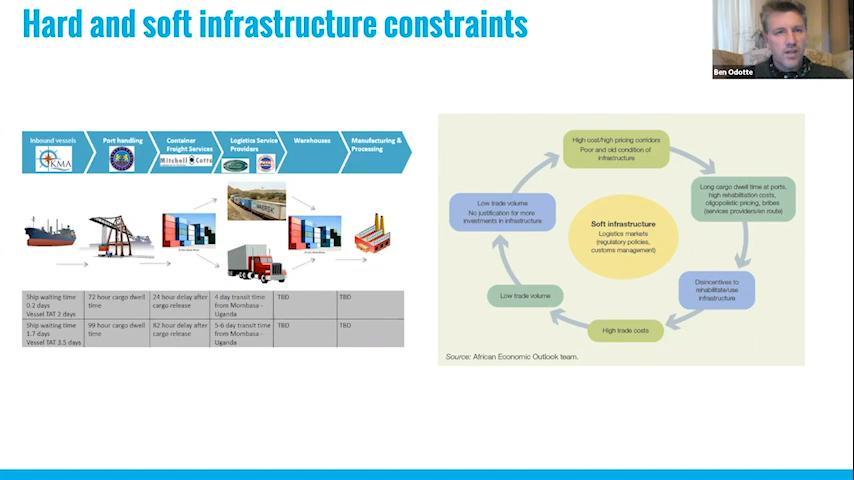 Hard and soft infrastructure constraints
Ben Odotte
Inbound vessels
Port handling
Container
Freight Services
Logistics Service
Providers
Warehouses
Manufacturing &
Processing
KMA
Mitchell Cotts
MAERSK
Ship waiting time
0.2 days
Vessel TAT 2 days
72 hour cargo dwell
time
24 hour delay after
cargo release
4 day transit time
from Mombasa -
Uganda
TBD
TBD
Ship waiting time
1.7 days
Vessel TAT 3.5 days
99 hour cargo dwell
time
82 hour delay after
cargo release
5-6 day transit time
from Mombasa -
Uganda
TBD
TBD
High cost/high pricing corridors
Poor and old condition of
infrastructure
Long cargo dwell time at ports,
high rehabilitation costs,
oligopolistic pricing, bribes
(services providers/en route)
Disincentives to
rehabilitate/use
infrastructure
High trade costs
Low trade volume
Low trade volume
No justification for more
investments in infrastructure
Soft infrastructure
Logistics markets
(regulatory policies,
customs management)
Source: African Economic Outlook team.